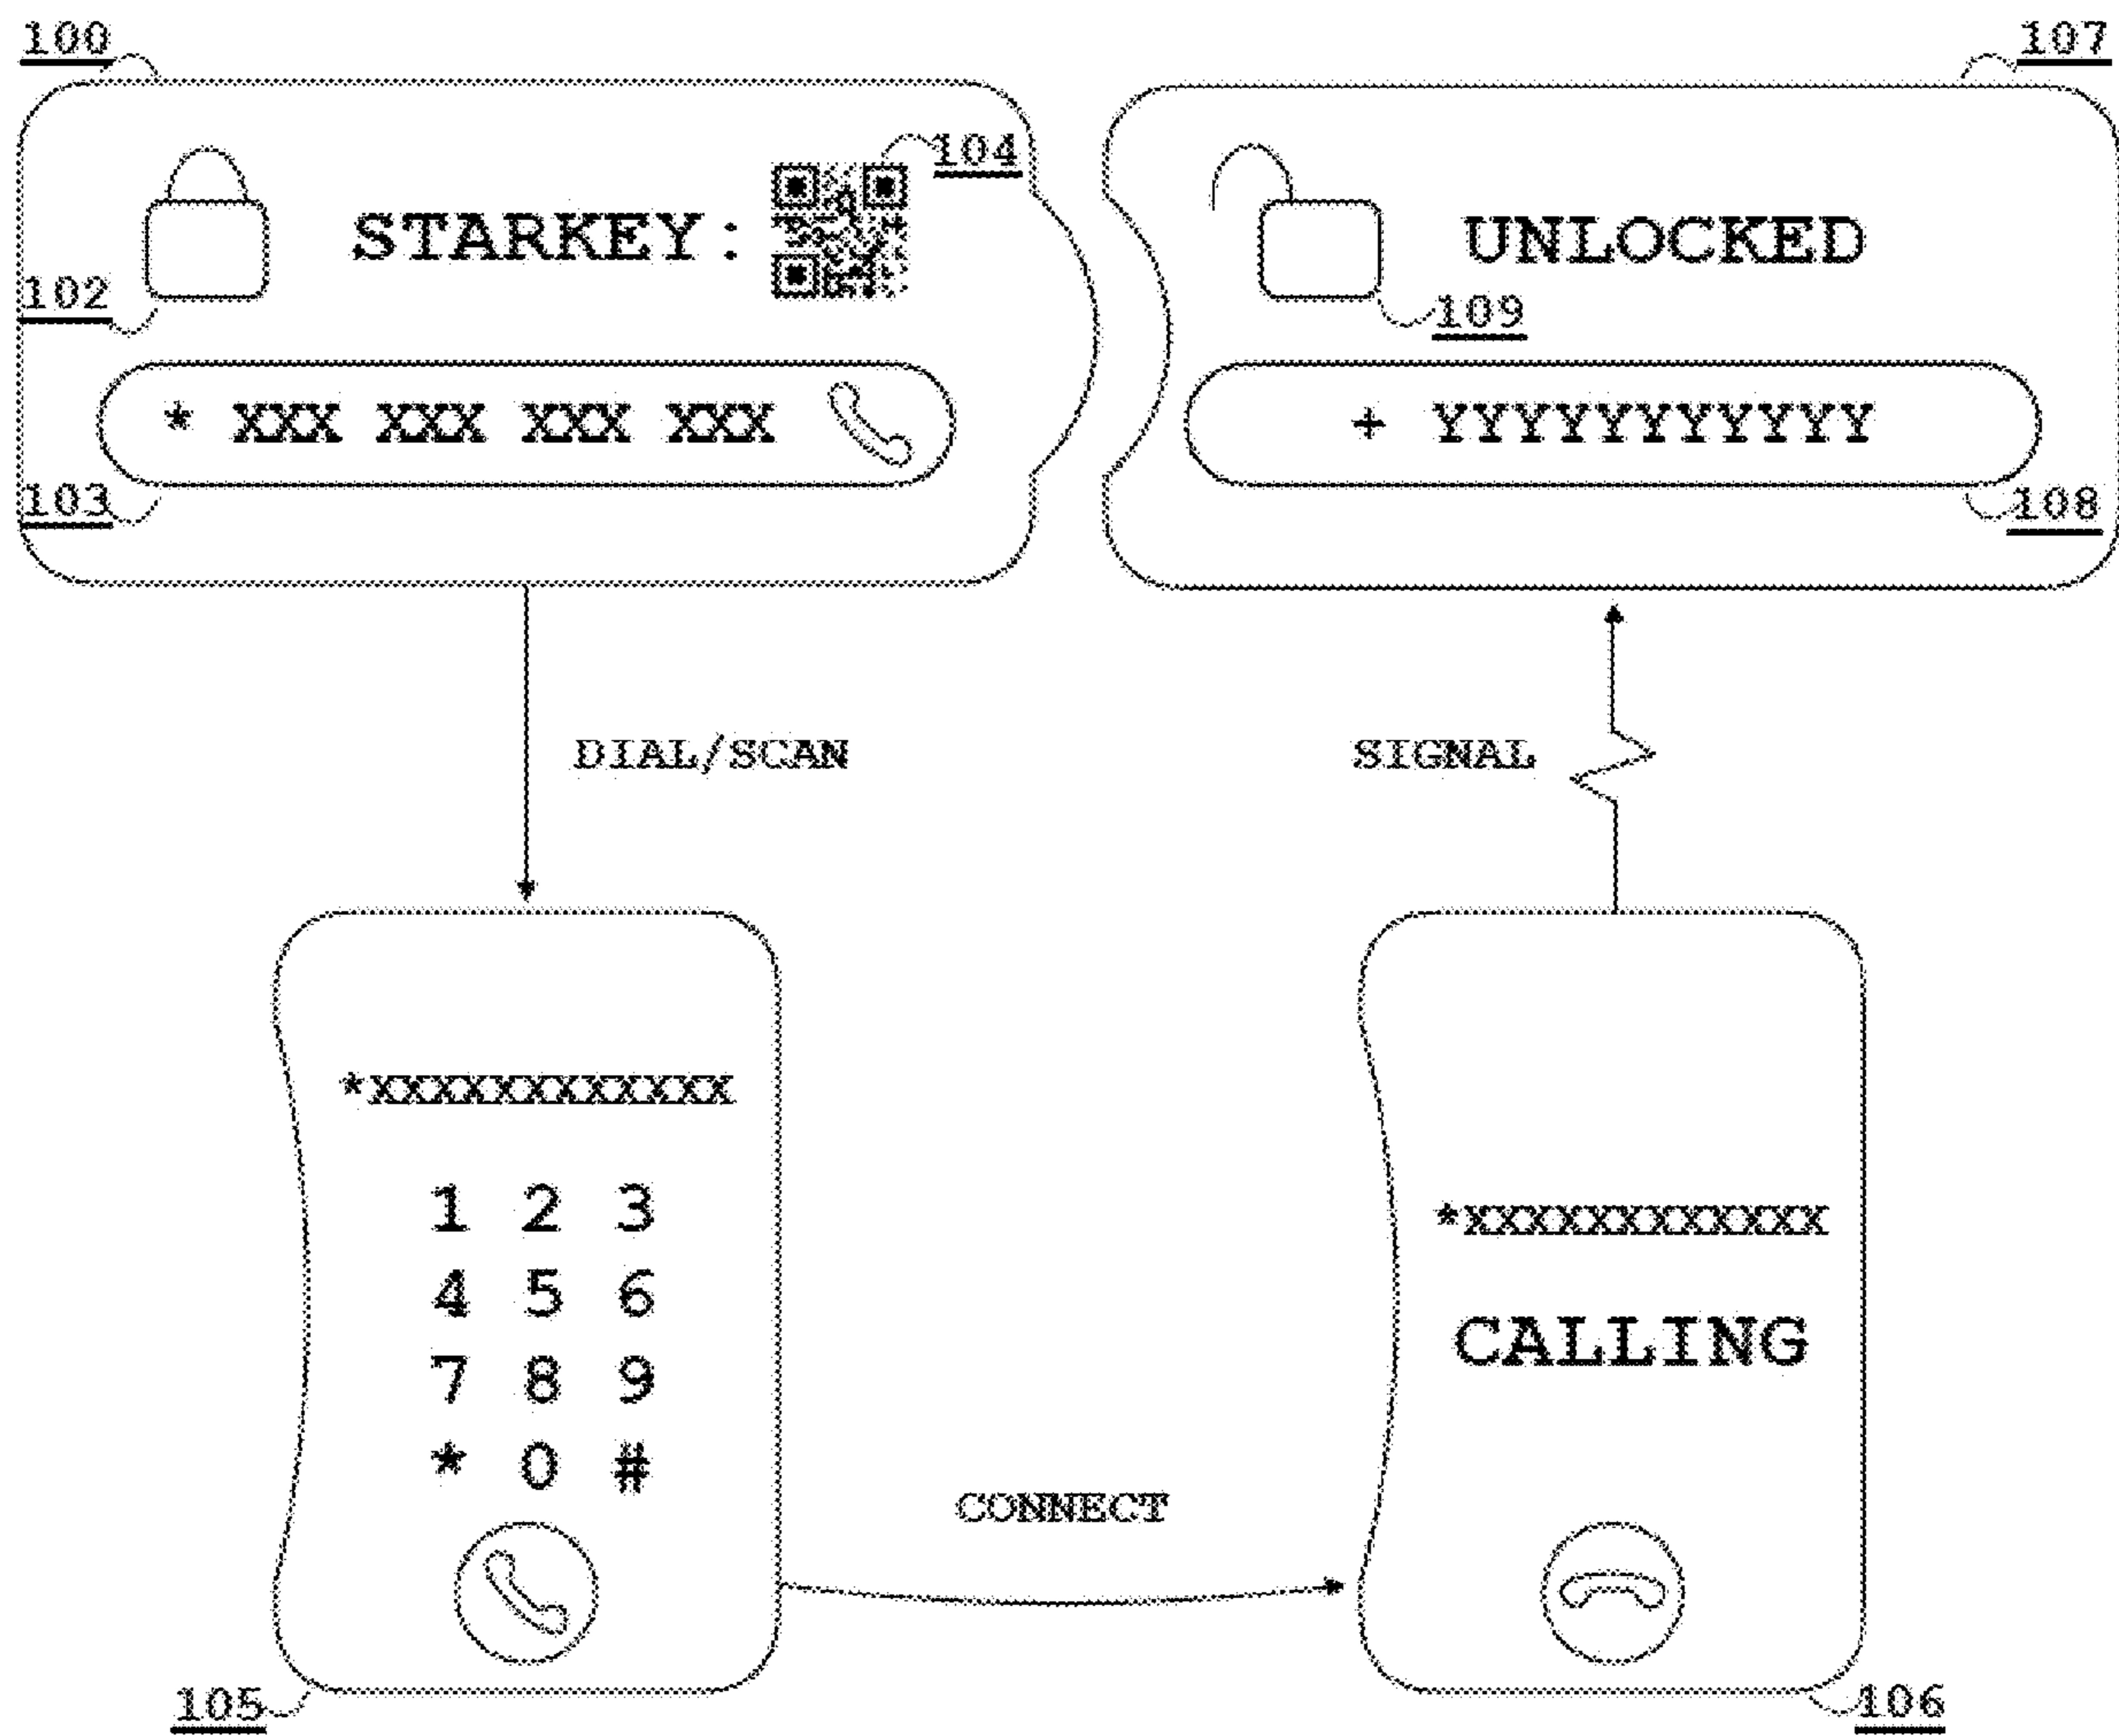 100
107
104
STARKEY:
UNLOCKED
102
109
* XXX XXX XXX XXX
+ YYYYYYYYYYY
103
108
DIAL/SCAN
SIGNAL
*XXXXXXXXXXXX
1 2 3
4 5 6
7 8 9
* 0 #
*XXXXXXXXXXXX
CALLING
CONNECT
105
106